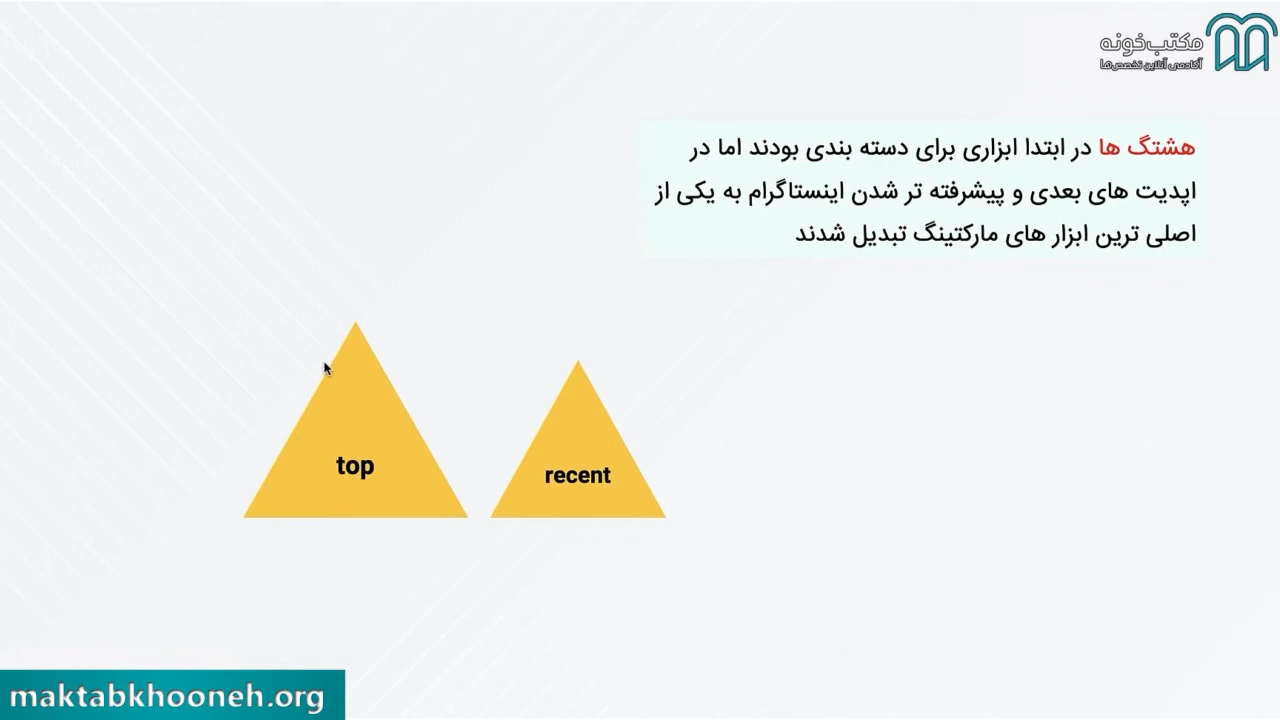 مکتب‌خونه
آکادمی آنلاین تخصص‌ها
هشتگ ها در ابتدا ابزاری برای دسته بندی بودند اما در
اپدیت های بعدی و پیشرفته تر شدن اینستاگرام به یکی از
اصلی ترین ابزار های مارکتینگ تبدیل شدند
top
recent
maktabkhooneh.org